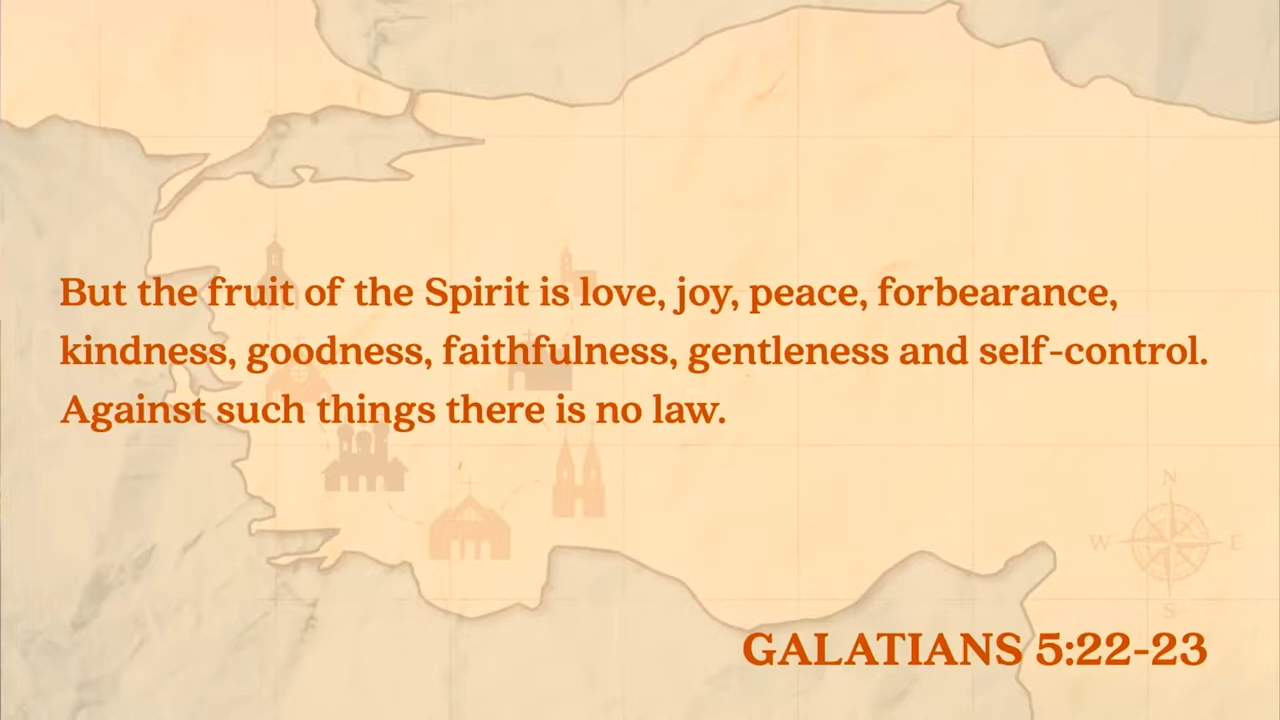 But the fruit of the Spirit is love, joy, peace, forbearance,
kindness, goodness, faithfulness, gentleness and self-control.
Against such things there is no law.
N
W E
S
GALATIANS 5:22-23